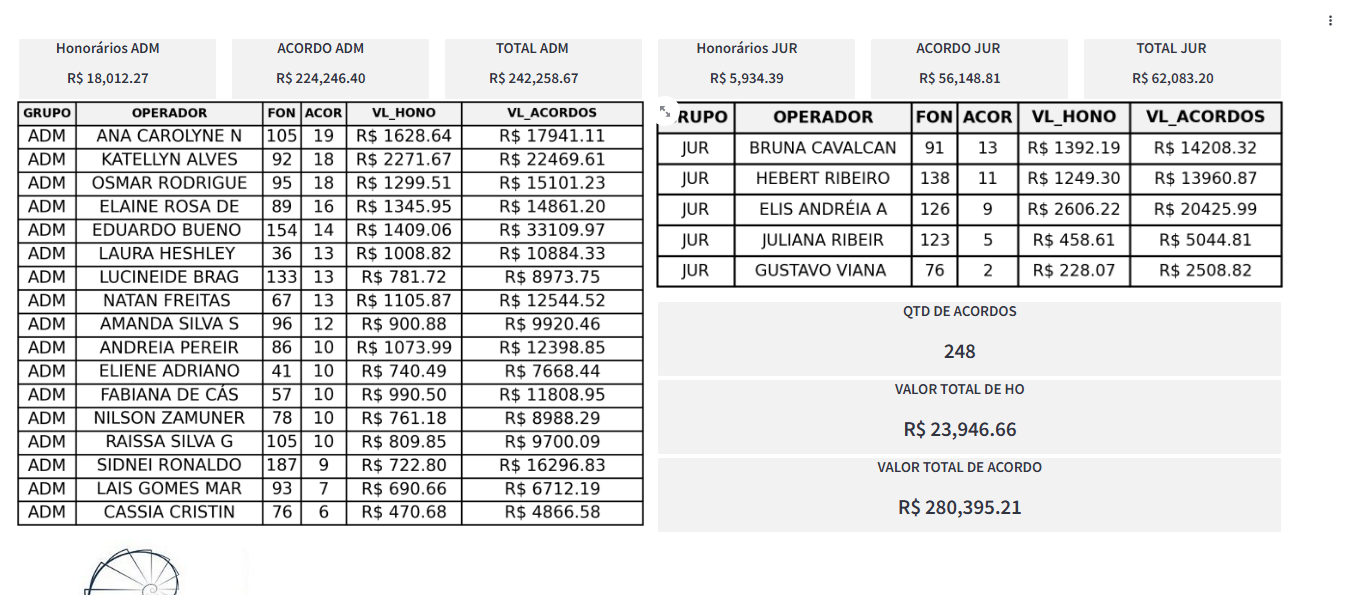 Honorários ADM
R$ 18,012.27
ACORDO ADM
R$ 224,246.40
TOTAL ADM
R$ 242,258.67
Honorários JUR
R$ 5,934.39
ACORDO JUR
R$ 56,148.81
TOTAL JUR
R$ 62,083.20
GRUPO OPERADOR FON ACOR VL_HONO VL_ACORDOS
ADM ANA CAROLYNE N 105 19 R$ 1628.64 R$ 17941.11
ADM KATELLYN ALVES 92 18 R$ 2271.67 R$ 22469.61
ADM OSMAR RODRIGUE 95 18 R$ 1299.51 R$ 15101.23
ADM ELAINE ROSA DE 89 16 R$ 1345.95 R$ 14861.20
ADM EDUARDO BUENO 154 14 R$ 1409.06 R$ 33109.97
ADM LAURA HESHLEY 36 13 R$ 1008.82 R$ 10884.33
ADM LUCINEIDE BRAG 133 13 R$ 781.72 R$ 8973.75
ADM NATAN FREITAS 67 13 R$ 1105.87 R$ 12544.52
ADM AMANDA SILVA S 96 12 R$ 900.88 R$ 9920.46
ADM ANDREIA PEREIR 86 10 R$ 1073.99 R$ 12398.85
ADM ELIENE ADRIANO 41 10 R$ 740.49 R$ 7668.44
ADM FABIANA DE CÁS 57 10 R$ 990.50 R$ 11808.95
ADM NILSON ZAMUNER 78 10 R$ 761.18 R$ 8988.29
ADM RAISSA SILVA G 105 10 R$ 809.85 R$ 9700.09
ADM SIDNEI RONALDO 187 9 R$ 722.80 R$ 16296.83
ADM LAIS GOMES MAR 93 7 R$ 690.66 R$ 6712.19
ADM CASSIA CRISTIN 76 6 R$ 470.68 R$ 4866.58
RUPO OPERADOR FON ACOR VL_HONO VL_ACORDOS
JUR BRUNA CAVALCAN 91 13 R$ 1392.19 R$ 14208.32
JUR HEBERT RIBEIRO 138 11 R$ 1249.30 R$ 13960.87
JUR ELIS ANDRÉIA A 126 9 R$ 2606.22 R$ 20425.99
JUR JULIANA RIBEIR 123 5 R$ 458.61 R$ 5044.81
JUR GUSTAVO VIANA 76 2 R$ 228.07 R$ 2508.82
QTD DE ACORDOS
248
VALOR TOTAL DE HO
R$ 23,946.66
VALOR TOTAL DE ACORDO
R$ 280,395.21